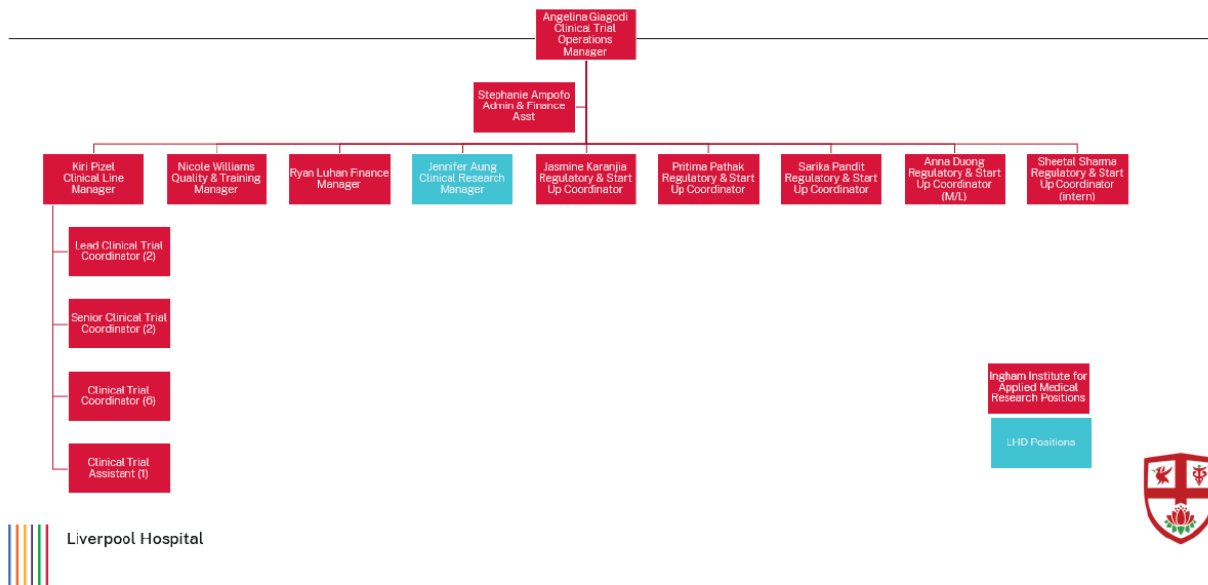 Angelina Giagodi
Clinical Trial
Operations
Manager
Stephanie Ampofo
Admin & Finance
Asst
Kiri Pizel
Clinical Line
Manager
Nicole Williams
Quality & Training
Manager
Ryan Luhan Finance
Manager
Jennifer Aung
Clinical Research
Manager
Jasmine Karanjia
Regulatory & Start
Up Coordinator
Pritima Pathak
Regulatory & Start
Up Coordinator
Sarika Pandit
Regulatory & Start
Up Coordinator
Anna Duong
Regulatory & Start
Up Coordinator
(M/L)
Sheetal Sharma
Regulatory & Start
Up Coordinator
(intern)
Lead Clinical Trial
Coordinator (2)
Senior Clinical Trial
Coordinator (2)
Clinical Trial
Coordinator (6)
Clinical Trial
Assistant (1)
Ingham Institute for
Applied Medical
Research Positions
LHD Positions
Liverpool Hospital